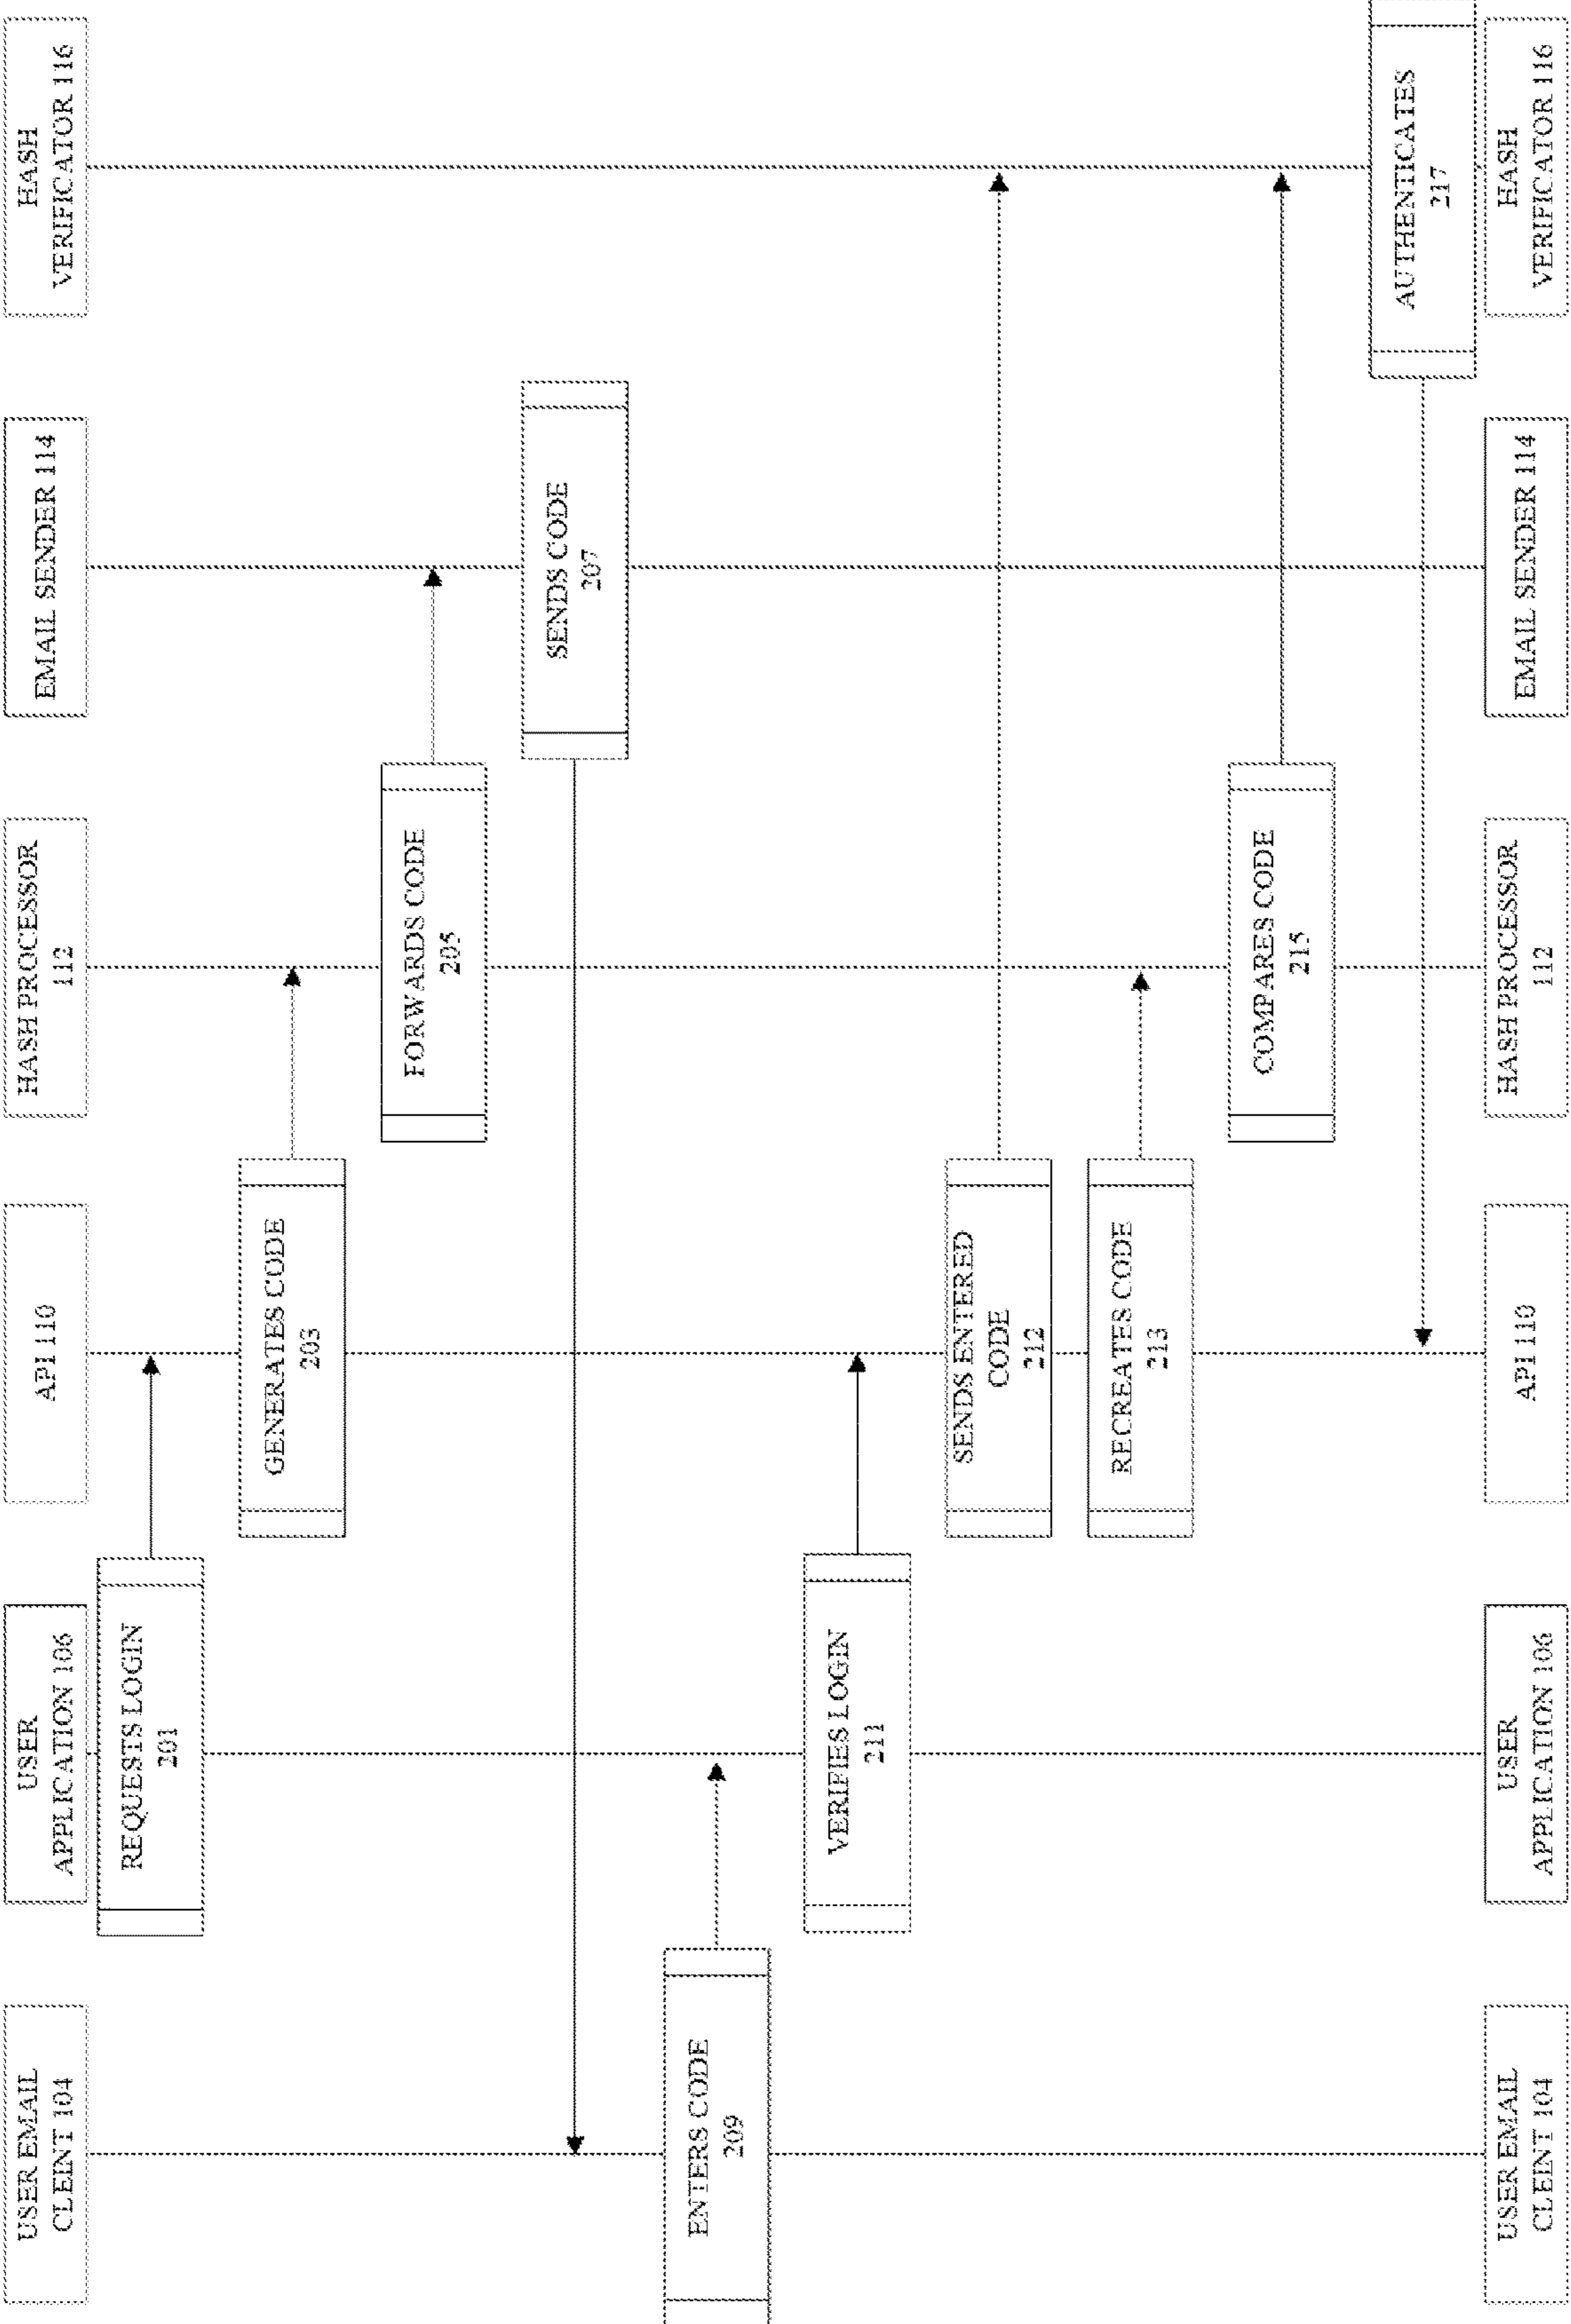 USER EMAIL
CLEINT 104
USER
APPLICATION 106
API 110
HASH PROCESSOR
112
EMAIL SENDER 114
HASH
VERIFICATOR 116
REQUESTS LOGIN
201
GENERATES CODE
203
FORWARDS CODE
205
SENDS CODE
207
ENTERS CODE
209
VERIFIES LOGIN
211
SENDS ENTERED
CODE
212
RECREATES CODE
213
COMPARES CODE
215
AUTHENTICATES
217
USER EMAIL
CLEINT 104
USER
APPLICATION 106
API 110
HASH PROCESSOR
112
EMAIL SENDER 114
HASH
VERIFICATOR 116